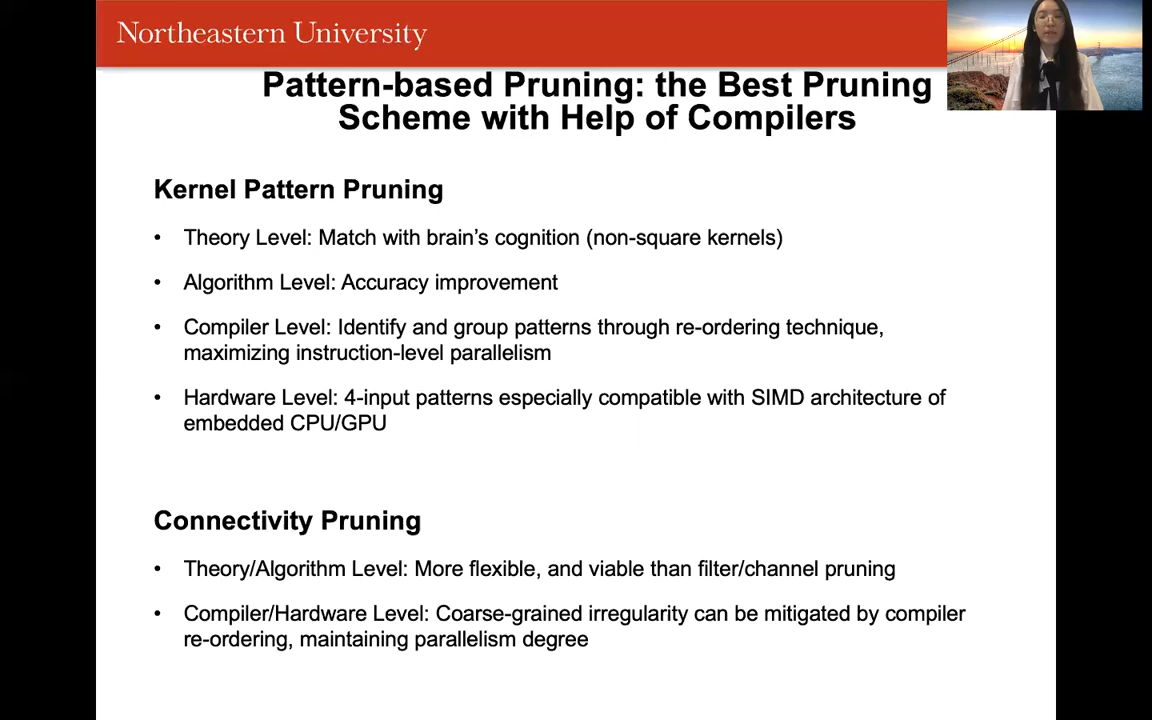 Northeastern University
Pattern-based Pruning: the Best Pruning
Scheme with Help of Compilers
Kernel Pattern Pruning
• Theory Level: Match with brain’s cognition (non-square kernels)
• Algorithm Level: Accuracy improvement
• Compiler Level: Identify and group patterns through re-ordering technique,
maximizing instruction-level parallelism
• Hardware Level: 4-input patterns especially compatible with SIMD architecture of
embedded CPU/GPU
Connectivity Pruning
• Theory/Algorithm Level: More flexible, and viable than filter/channel pruning
• Compiler/Hardware Level: Coarse-grained irregularity can be mitigated by compiler
re-ordering, maintaining parallelism degree